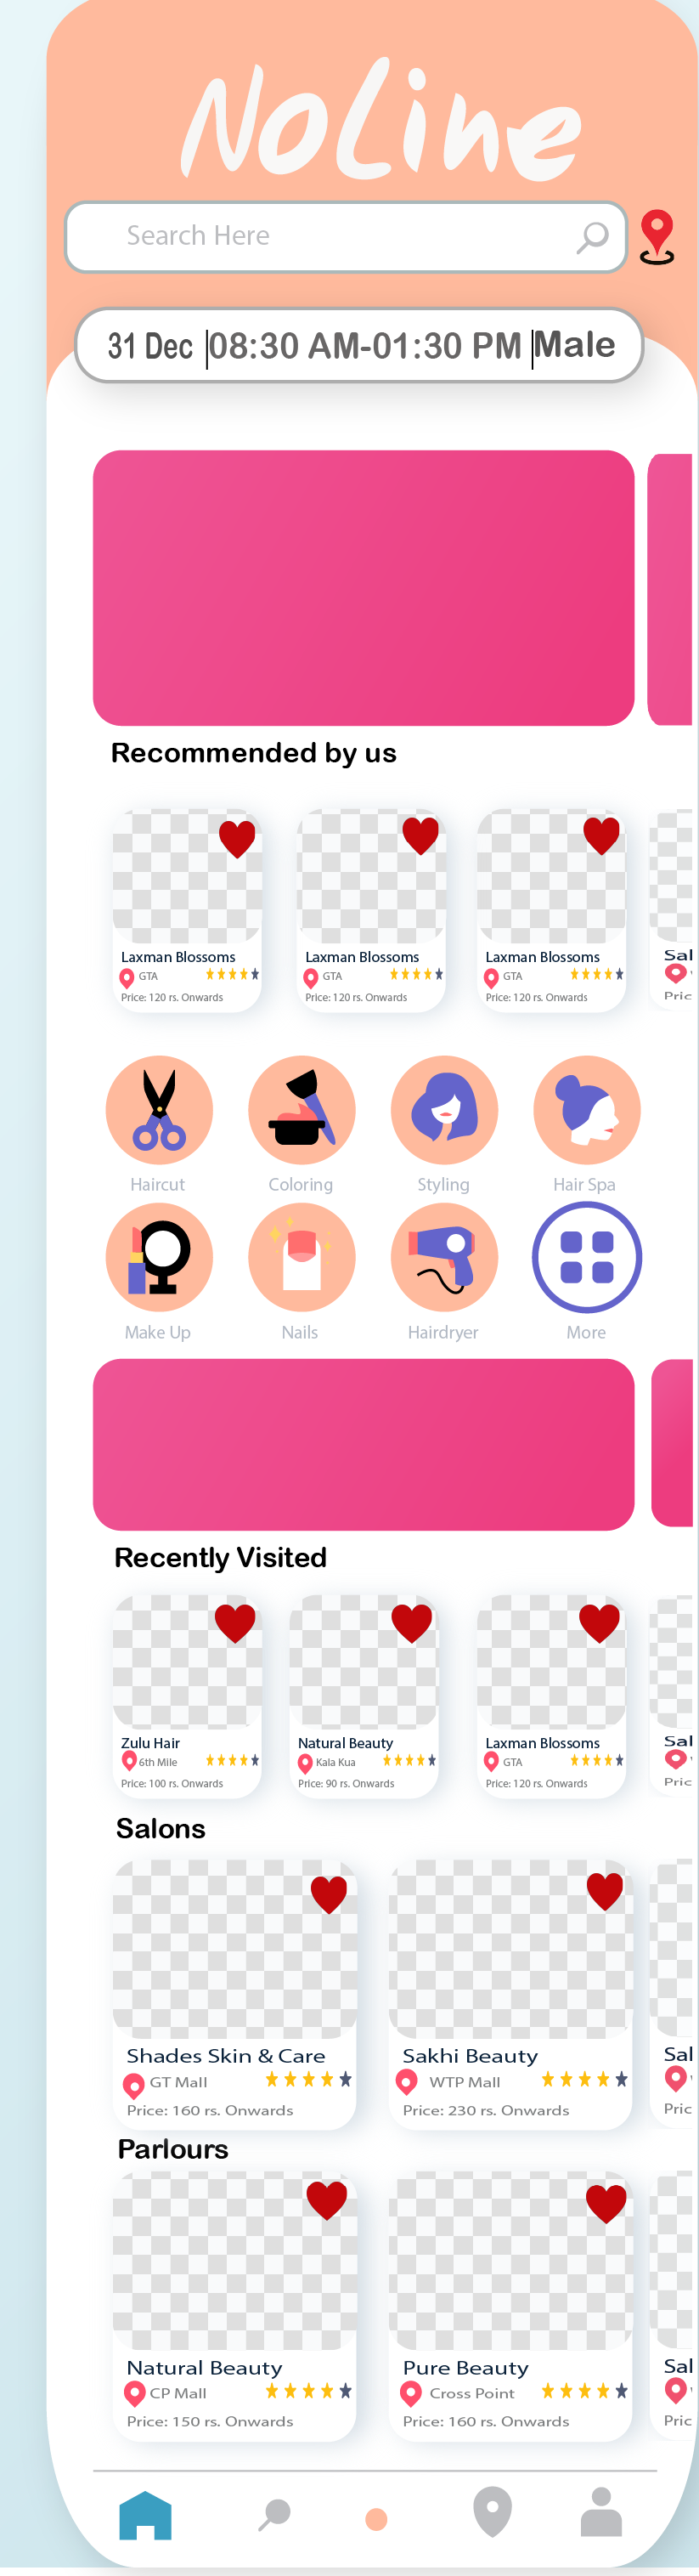 NoLine
Search Here
31 Dec 08:30 AM-01:30 PM Male
Recommended by us
Laxman Blossoms Laxman Blossoms Laxman Blossoms Sal
GTA GTA GTA
Price: 120 rs. Onwards Price: 120 rs. Onwards Price: 120 rs. Onwards Pric
Haircut Coloring Styling Hair Spa
Make Up Nails Hairdryer More
Recently Visited
Zulu Hair Natural Beauty Laxman Blossoms Sal
6th Mile Kala Kua GTA
Price: 100 rs. Onwards Price: 90 rs. Onwards Price: 120 rs. Onwards Pric
Salons
Shades Skin & Care Sakhi Beauty Sal
GT Mall WTP Mall
Price: 160 rs. Onwards Price: 230 rs. Onwards Pric
Parlours
Natural Beauty Pure Beauty Sal
CP Mall Cross Point
Price: 150 rs. Onwards Price: 160 rs. Onwards Pric